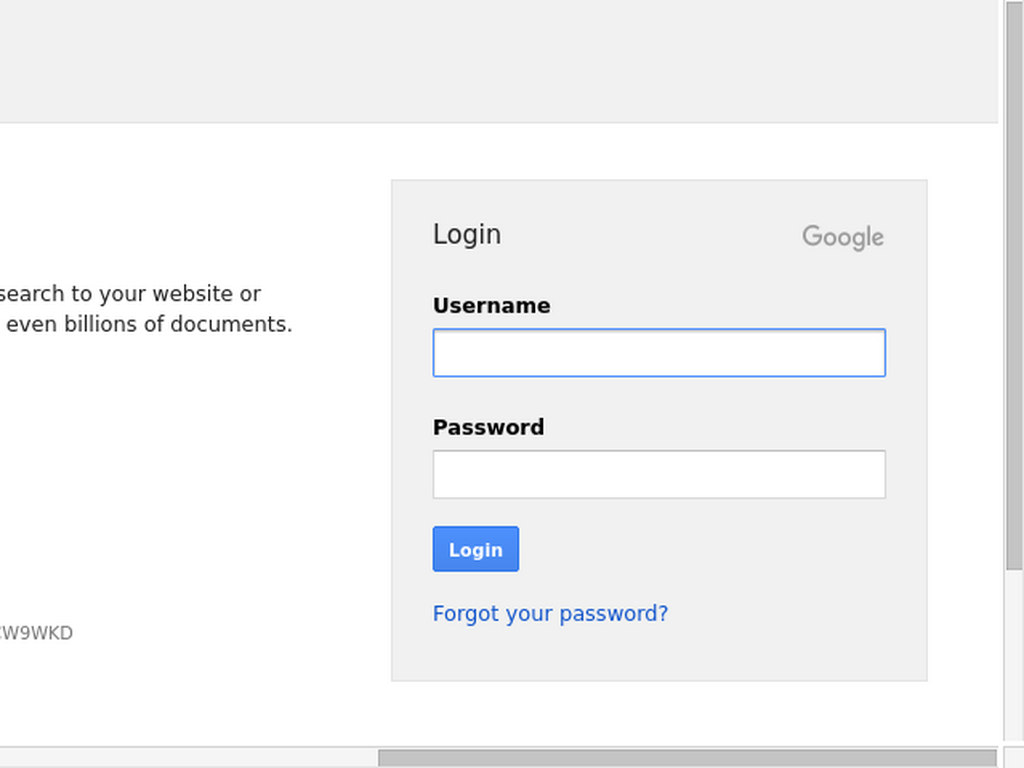 Login
Google
search to your website or
even billions of documents.
Username
Password
Login
Forgot your password?
W9WKD